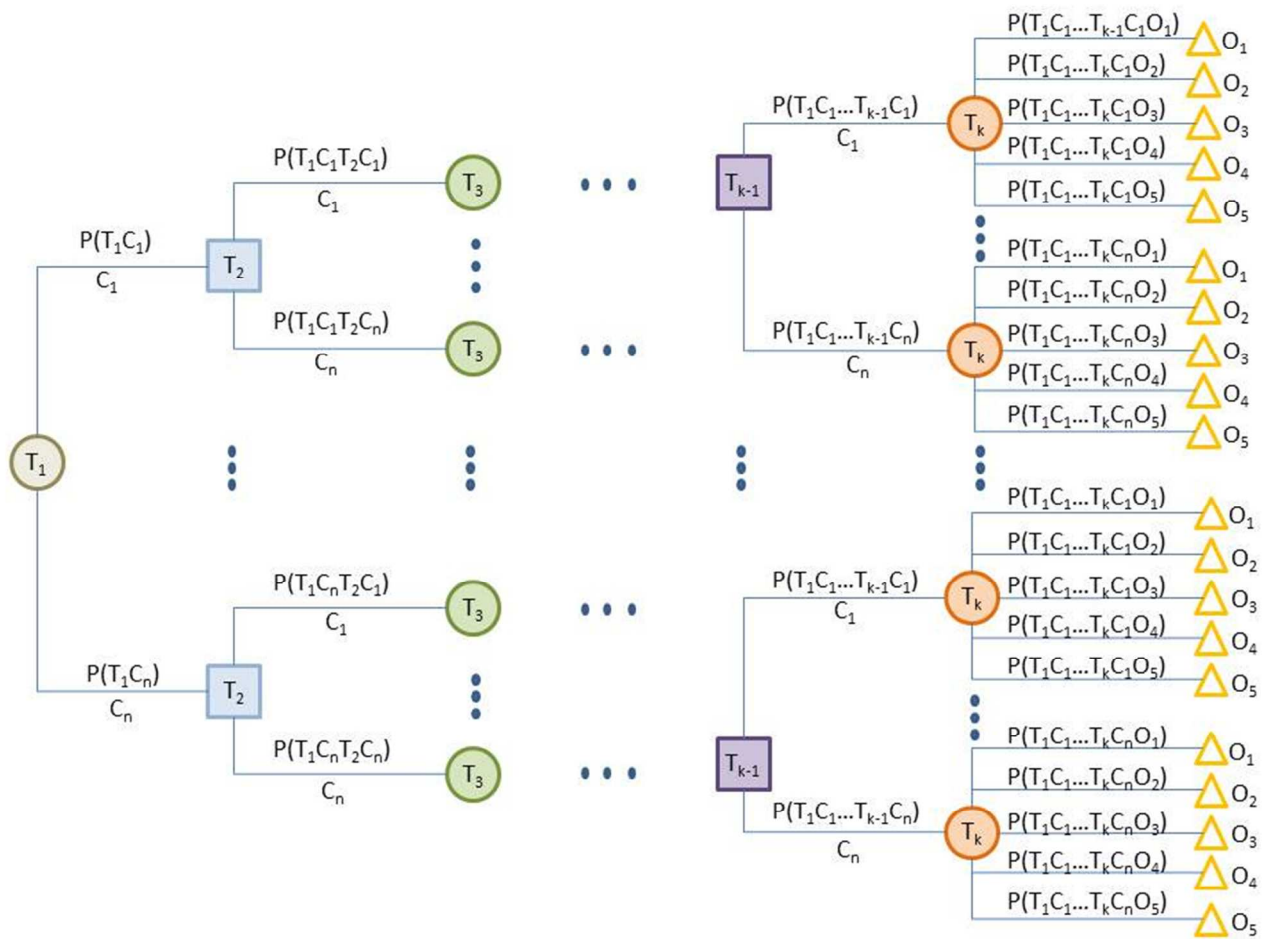 P(T₁C₁...Tₖ₋₁C₁O₁)
O₁
P(T₁C₁...TₖC₁O₂)
O₂
P(T₁C₁...Tₖ₋₁C₁)
C₁
Tₖ
P(T₁C₁...TₖC₁O₃)
O₃
P(T₁C₁...TₖC₁O₄)
O₄
P(T₁C₁T₂C₁)
C₁
T₃
Tₖ₋₁
P(T₁C₁...TₖC₁O₅)
O₅
P(T₁C₁)
C₁
T₂
P(T₁C₁...TₖCₙO₁)
O₁
P(T₁C₁...TₖCₙO₂)
O₂
P(T₁C₁T₂Cₙ)
Cₙ
T₃
P(T₁C₁...Tₖ₋₁Cₙ)
Cₙ
Tₖ
P(T₁C₁...TₖCₙO₃)
O₃
P(T₁C₁...TₖCₙO₄)
O₄
P(T₁C₁...TₖCₙO₅)
O₅
T₁
P(T₁C₁...TₖC₁O₁)
O₁
P(T₁C₁...TₖC₁O₂)
O₂
P(T₁CₙT₂C₁)
C₁
T₃
P(T₁C₁...Tₖ₋₁C₁)
C₁
Tₖ
P(T₁C₁...TₖC₁O₃)
O₃
P(T₁C₁...TₖC₁O₄)
O₄
P(T₁C₁...TₖC₁O₅)
O₅
P(T₁Cₙ)
Cₙ
T₂
P(T₁C₁...TₖCₙO₁)
O₁
P(T₁CₙT₂Cₙ)
Cₙ
T₃
Tₖ₋₁
P(T₁C₁...TₖCₙO₂)
O₂
P(T₁C₁...Tₖ₋₁Cₙ)
Cₙ
Tₖ
P(T₁C₁...TₖCₙO₃)
O₃
P(T₁C₁...TₖCₙO₄)
O₄
P(T₁C₁...TₖCₙO₅)
O₅